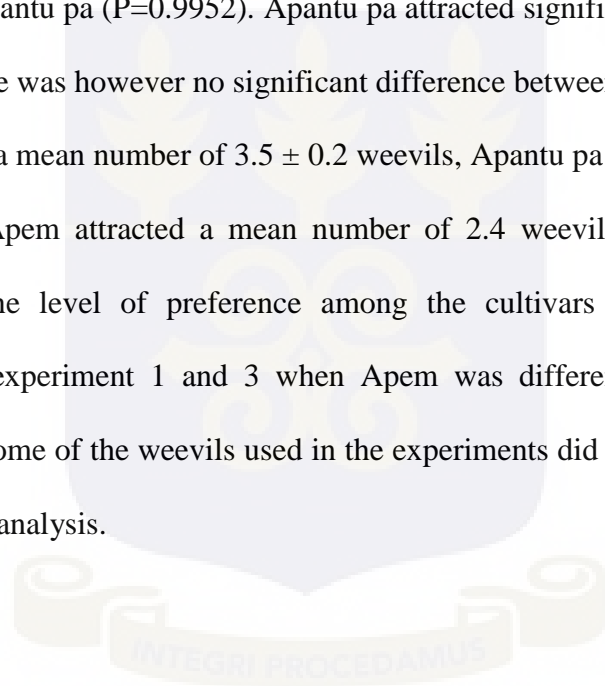 antu pa (P=0.9952). Apantu pa attracted signifi
e was however no significant difference between
a mean number of 3.5 ± 0.2 weevils, Apantu pa
Apem attracted a mean number of 2.4 weevil
ne level of preference among the cultivars
experiment 1 and 3 when Apem was differe
ome of the weevils used in the experiments did
analysis.
INTEGRI PROCEDAMUS